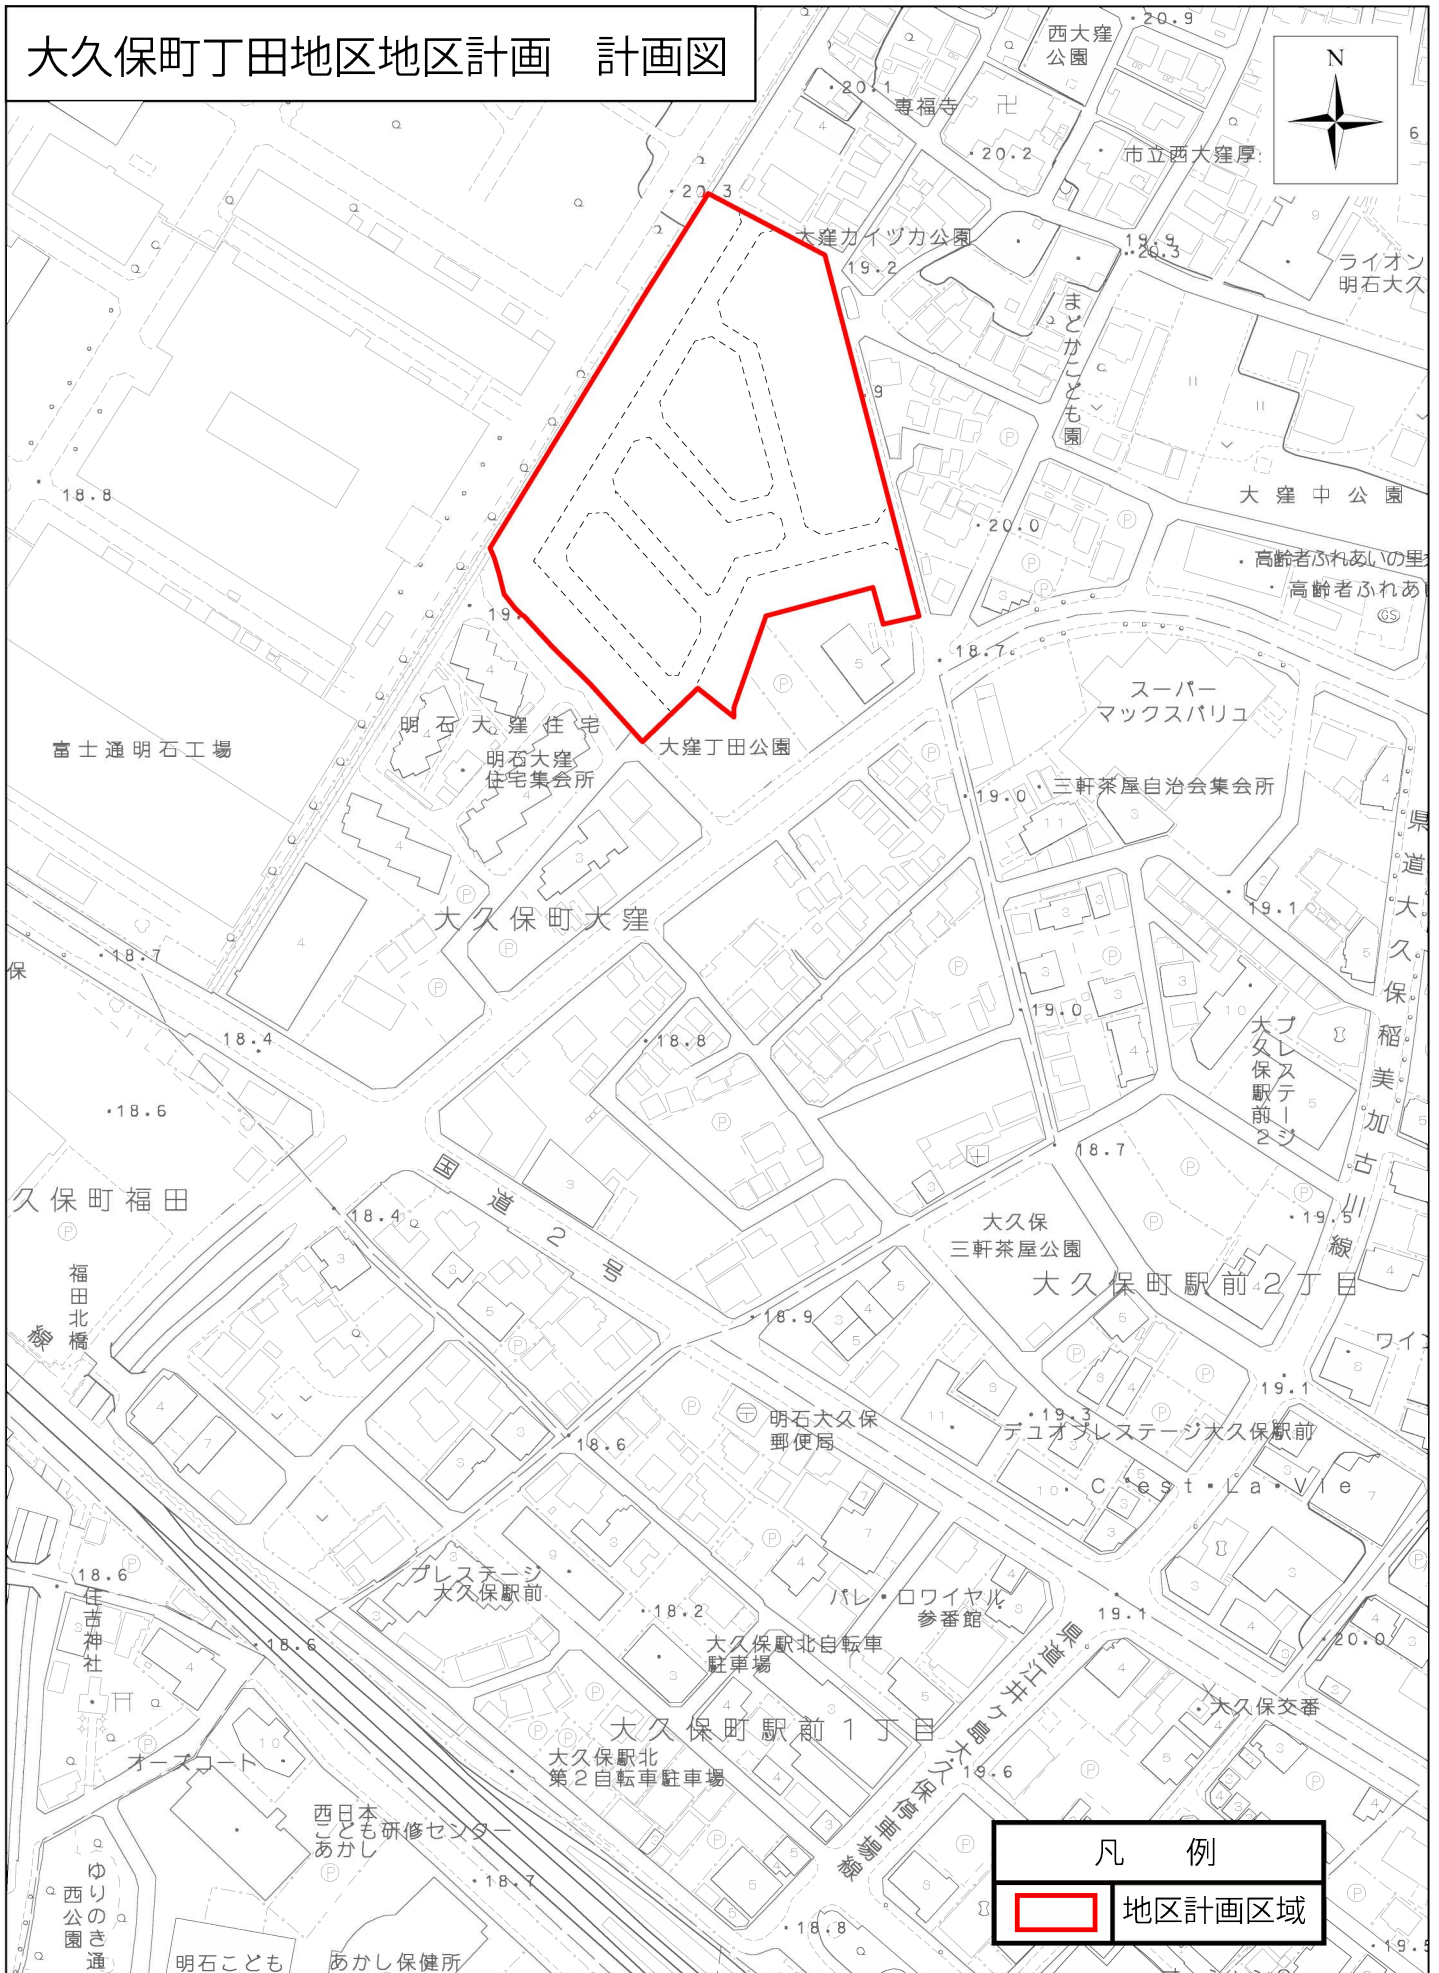 大久保町丁田地区地区計画　計画図
N
20.9
西大窪
公園
20.1
専福寺
20.2
市立西大窪厚
6
20.3
大窪カイヅカ公園
19.2
19.9
20.3
ライオン
明石大久
まどかこども園
9
18.8
大窪中公園
20.0
高齢者ふれあいの里
高齢者ふれあ
GS
19.
18.7
スーパー
マックスバリュ
明石大窪住宅
明石大窪
住宅集会所
大窪丁田公園
富士通明石工場
19.0
三軒茶屋自治会集会所
県道大久保稲美加古川線
19.1
大久保町大窪
18.7
保
19.0
18.4
18.8
プレステージ
大久保駅前2
18.6
18.7
国道2号
久保町福田
18.4
大久保
三軒茶屋公園
19.5
大久保町駅前2丁目
福田北橋
線
18.9
ワイ
19.1
明石大久保
郵便局
19.3
デュオプレステージ大久保駅前
18.6
C'est・La・Vie
プレステージ
大久保駅前
18.6
住吉神社
18.2
パレ・ロワイヤル
参番館
19.1
18.6
大久保駅北自転車
駐車場
県道江井ヶ島大久保停車場線
20.0
大久保町駅前1丁目
大久保交番
オーズコート
大久保駅北
第2自転車駐車場
19.6
西日本
こども研修センター
あかし
凡　例
地区計画区域
ゆりのき通
西公園
18.7
18.8
19.5
明石こども
あかし保健所